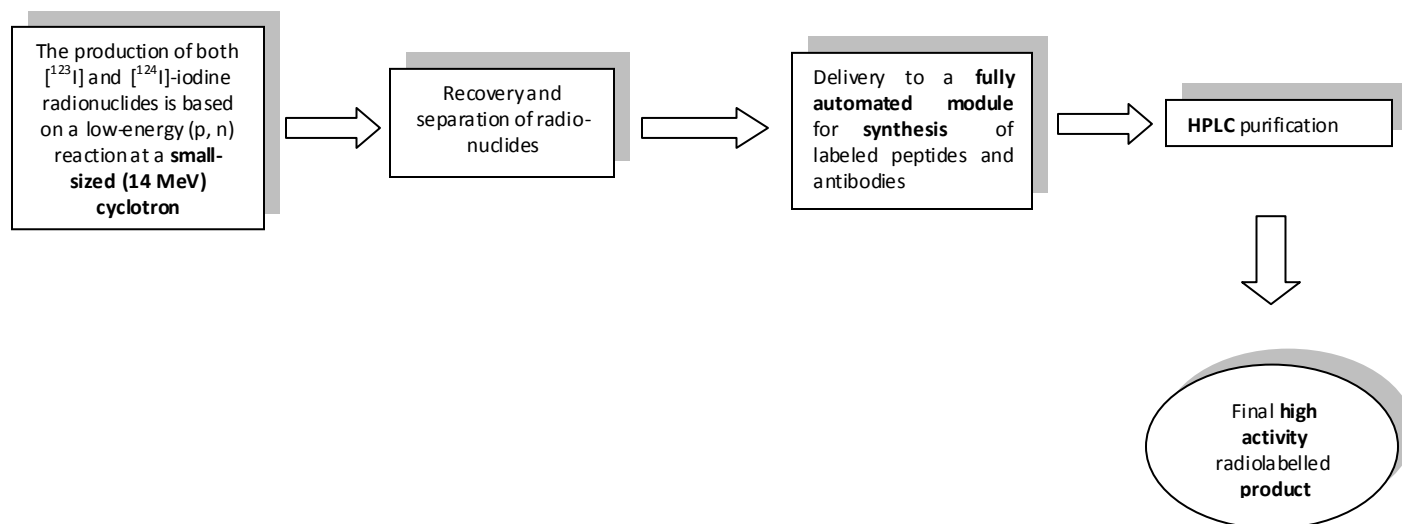 The production of both
[¹²³I] and [¹²⁴I]-iodine
radionuclides is based
on a low-energy (p, n)
reaction at a small-
sized (14 MeV)
cyclotron
Recovery and
separation of radio-
nuclides
Delivery to a fully
automated module
for synthesis of
labeled peptides and
antibodies
HPLC purification
Final high
activity
radiolabelled
product